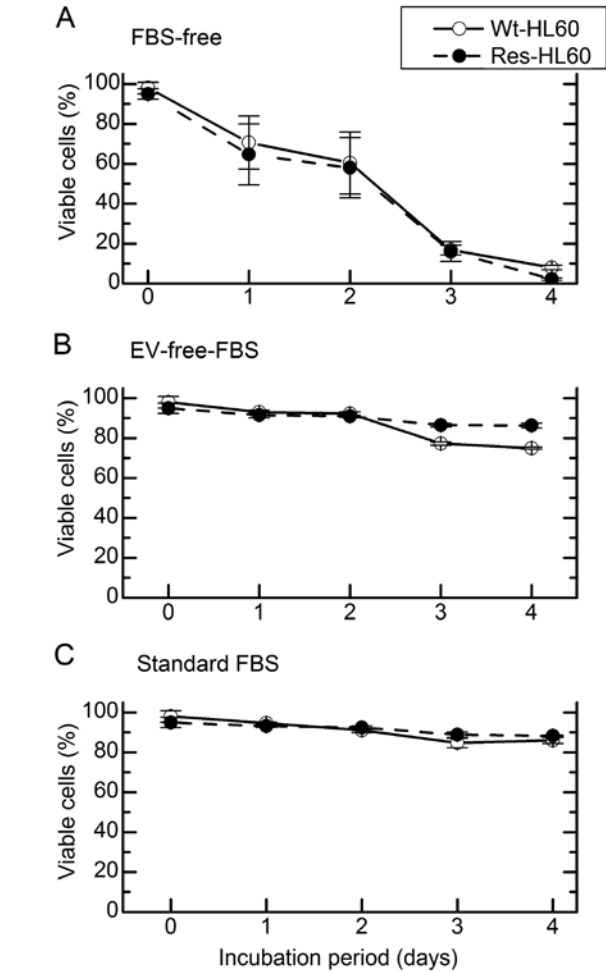 A
FBS-free
Wt-HL60
Res-HL60
Viable cells (%)
100
80
60
40
20
0
0 1 2 3 4
B
EV-free-FBS
Viable cells (%)
100
80
60
40
20
0
0 1 2 3 4
C
Standard FBS
Viable cells (%)
100
80
60
40
20
0
0 1 2 3 4
Incubation period (days)